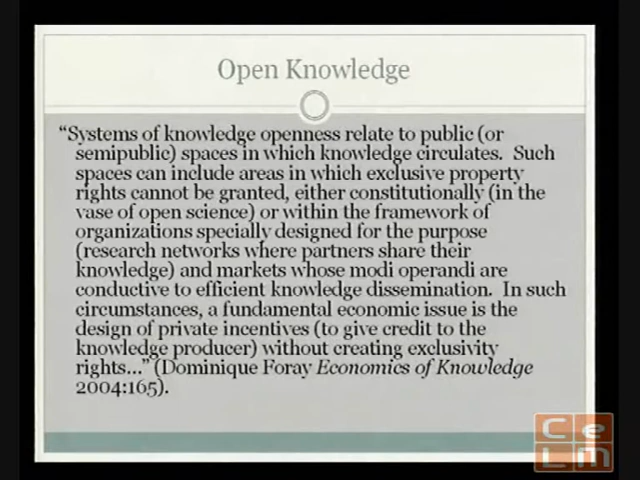 Open Knowledge
“Systems of knowledge openness relate to public (or
semipublic) spaces in which knowledge circulates.  Such
spaces can include areas in which exclusive property
rights cannot be granted, either constitutionally (in the
vase of open science) or within the framework of
organizations specially designed for the purpose
(research networks where partners share their
knowledge) and markets whose modi operandi are
conductive to efficient knowledge dissemination.  In such
circumstances, a fundamental economic issue is the
design of private incentives (to give credit to the
knowledge producer) without creating exclusivity
rights…” (Dominique Foray Economics of Knowledge
2004:165).
C e
L m